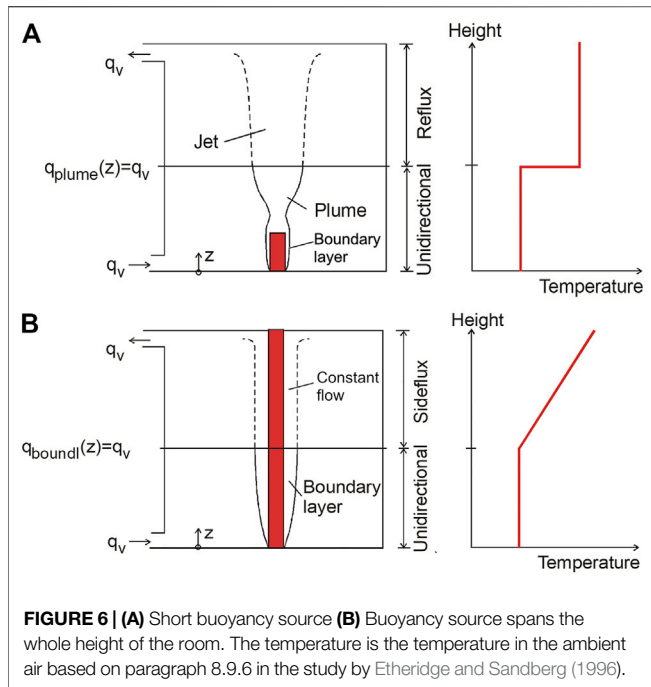 A
Height
q_v
Reflux
Jet
q_plume(z)=q_v
Plume
Unidirectional
Boundary
layer
q_v
z
Temperature
B
Height
q_v
Constant
flow
Sideflux
q_boundl(z)=q_v
Boundary
layer
Unidirectional
q_v
z
Temperature
FIGURE 6 | (A) Short buoyancy source (B) Buoyancy source spans the
whole height of the room. The temperature is the temperature in the ambient
air based on paragraph 8.9.6 in the study by Etheridge and Sandberg (1996).